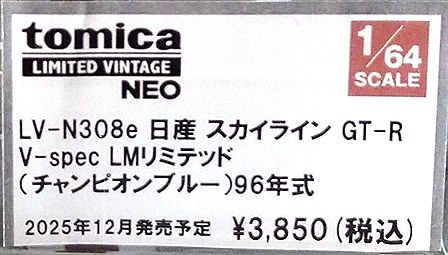 tomica
LIMITED VINTAGE
NEO
1/64
SCALE
LV-N308e 日産 スカイライン GT-R
V-spec LMリミテッド
(チャンピオンブルー)96年式
2025年12月発売予定 ¥3,850(税込)